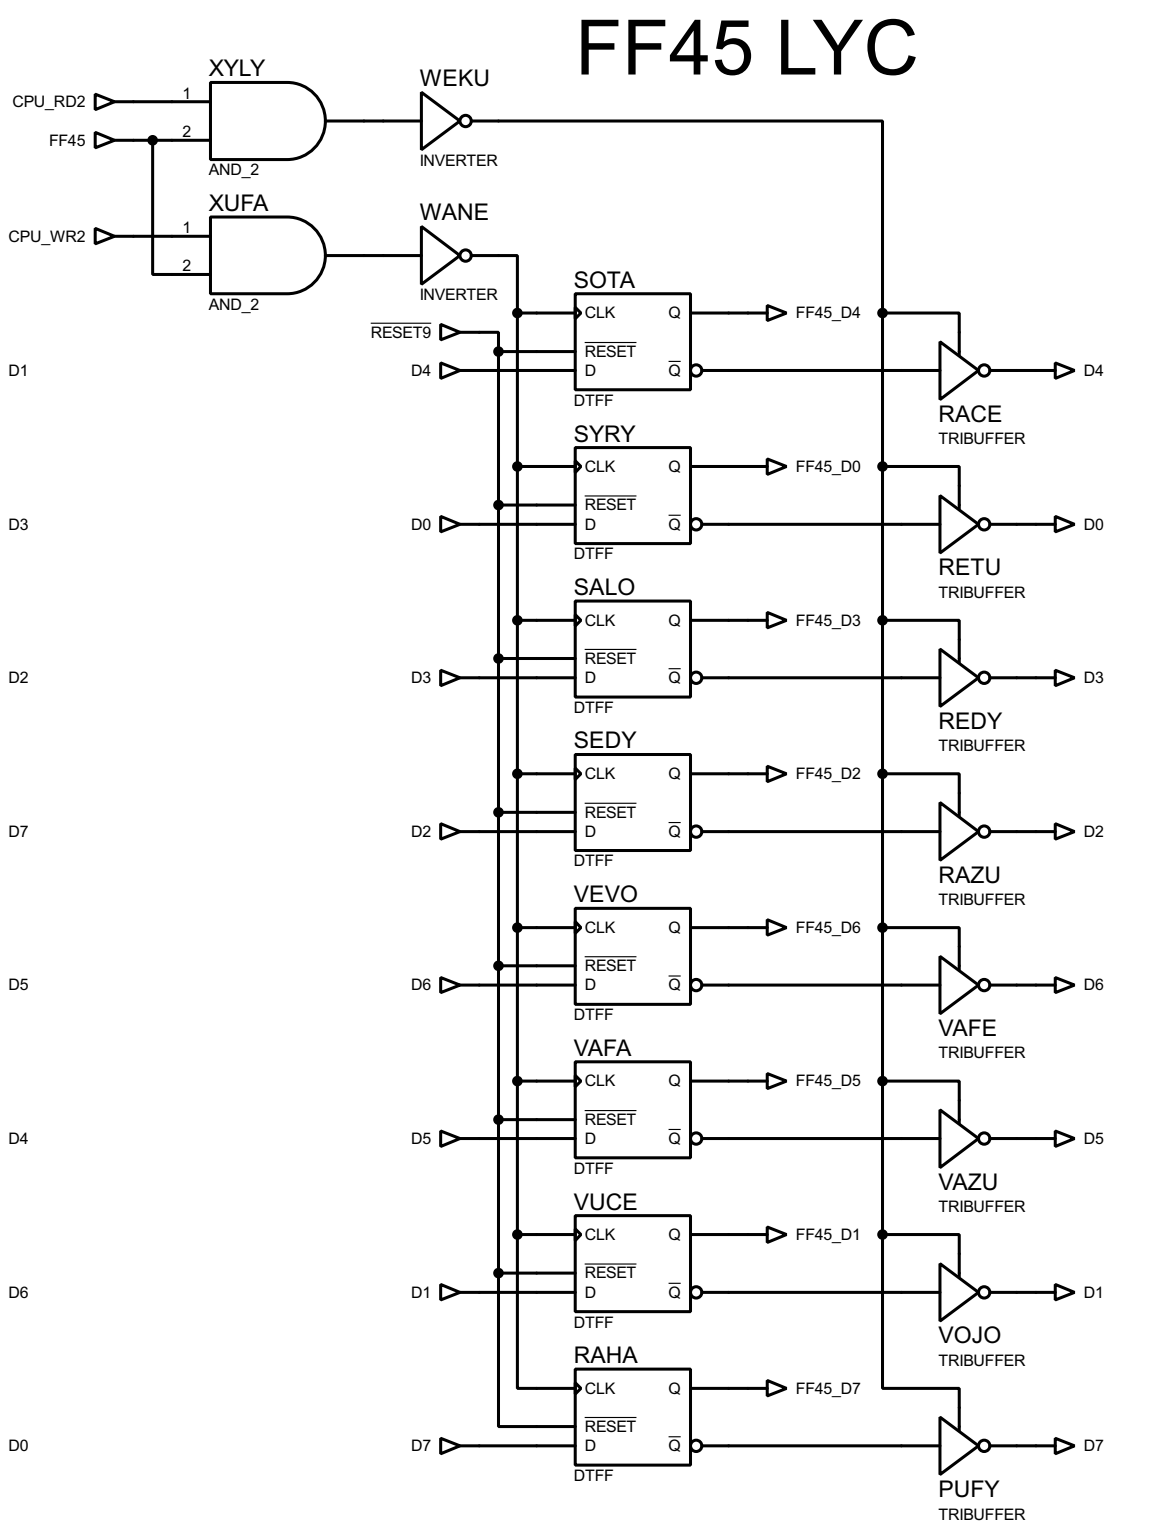 FF45 LYC
XYLY
WEKU
CPU_RD2
1
FF45
2
AND_2
INVERTER
XUFA
WANE
CPU_WR2
1
2
AND_2
INVERTER
SOTA
CLK Q FF45_D4
RESET9
RESET
D1 D4 D Q D4
DTFF
RACE
TRIBUFFER
SYRY
CLK Q FF45_D0
RESET
D3 D0 D Q D0
DTFF
RETU
TRIBUFFER
SALO
CLK Q FF45_D3
RESET
D2 D3 D Q D3
DTFF
REDY
TRIBUFFER
SEDY
CLK Q FF45_D2
RESET
D7 D2 D Q D2
DTFF
RAZU
TRIBUFFER
VEVO
CLK Q FF45_D6
RESET
D5 D6 D Q D6
DTFF
VAFE
TRIBUFFER
VAFA
CLK Q FF45_D5
RESET
D4 D5 D Q D5
DTFF
VAZU
TRIBUFFER
VUCE
CLK Q FF45_D1
RESET
D6 D1 D Q D1
DTFF
VOJO
TRIBUFFER
RAHA
CLK Q FF45_D7
RESET
D0 D7 D Q D7
DTFF
PUFY
TRIBUFFER